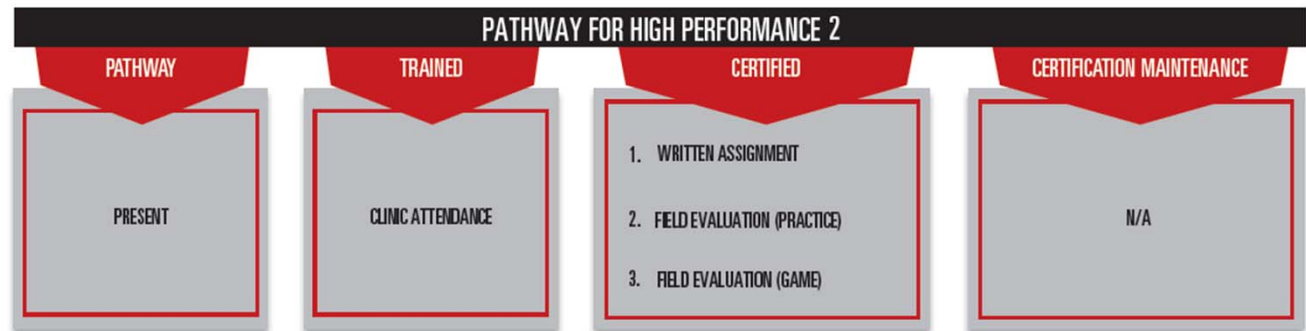 PATHWAY FOR HIGH PERFORMANCE 2
PATHWAY
TRAINED
CERTIFIED
CERTIFICATION MAINTENANCE
PRESENT
CLINIC ATTENDANCE
1. WRITTEN ASSIGNMENT
2. FIELD EVALUATION (PRACTICE)
3. FIELD EVALUATION (GAME)
N/A